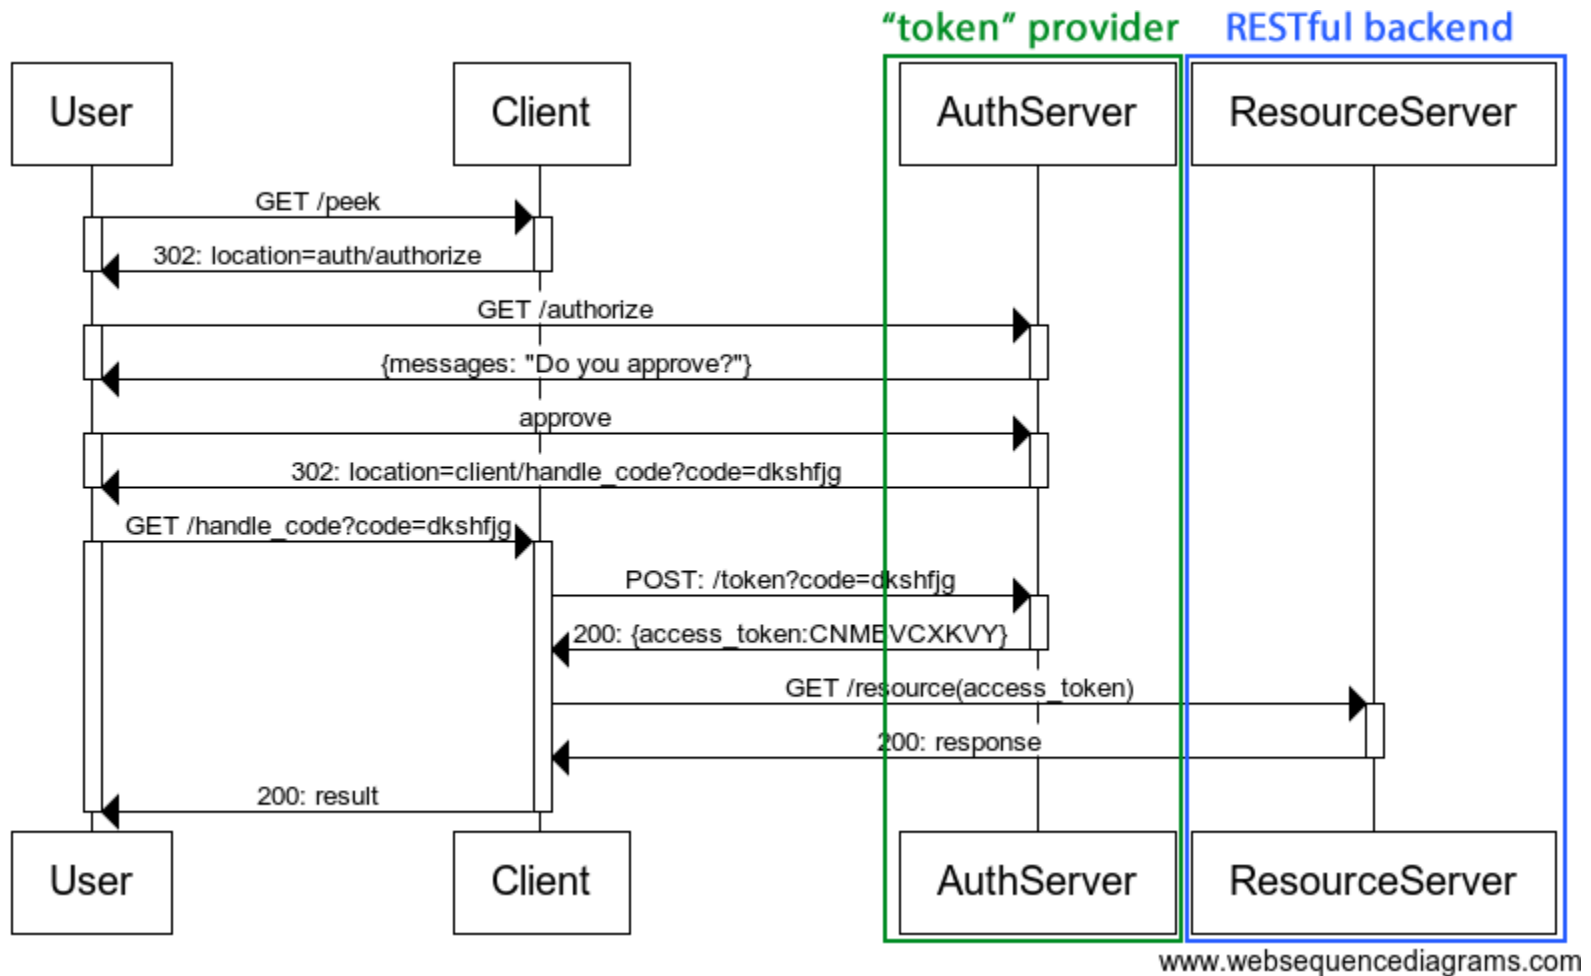 “token” provider
RESTful backend
User
Client
AuthServer
ResourceServer
GET /peek
302: location=auth/authorize
GET /authorize
{messages: "Do you approve?"}
approve
302: location=client/handle_code?code=dkshfjg
GET /handle_code?code=dkshfjg
POST: /token?code=dkshfjg
200: {access_token:CNMBVCXKVY}
GET /resource(access_token)
200: response
200: result
User
Client
AuthServer
ResourceServer
www.websequencediagrams.com